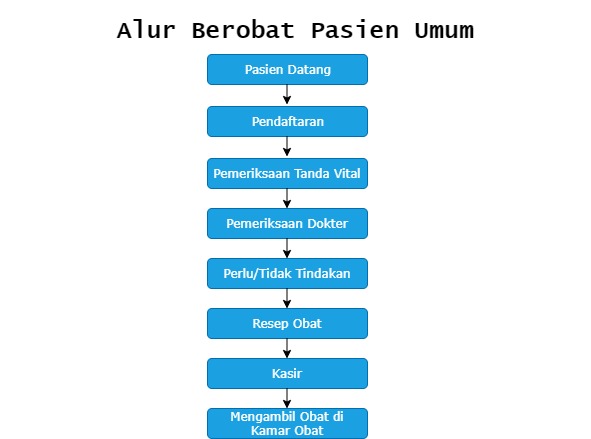 Alur Berobat Pasien Umum
Pasien Datang
Pendaftaran
Pemeriksaan Tanda Vital
Pemeriksaan Dokter
Perlu/Tidak Tindakan
Resep Obat
Kasir
Mengambil Obat di
Kamar Obat